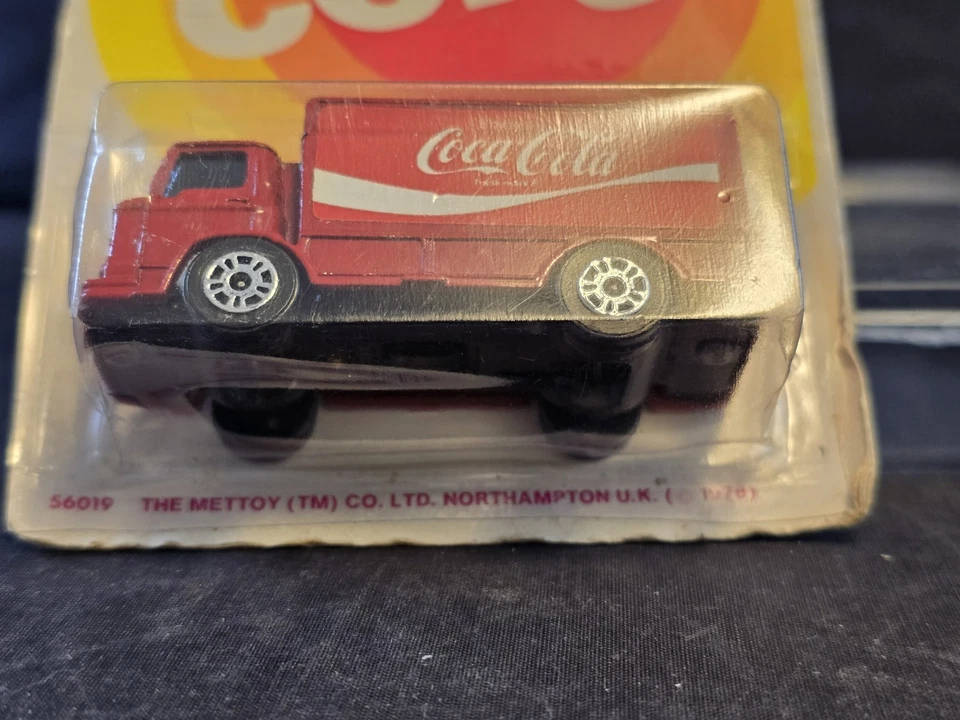 Coca-Cola
56019 THE METTOY (TM) CO. LTD. NORTHAMPTON U.K. (©